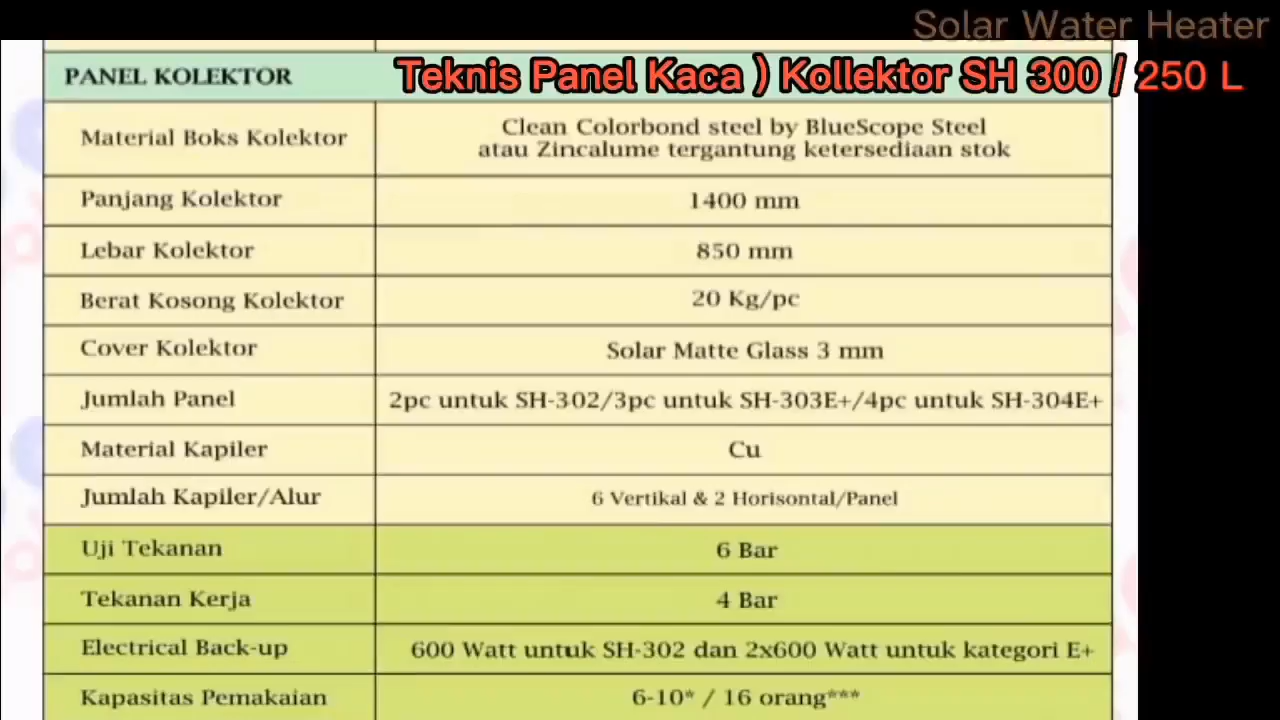 Solar Water Heater
PANEL KOLEKTOR
Teknis Panel Kaca ) Kollektor SH 300 / 250 L
Material Boks Kolektor
Clean Colorbond steel by BlueScope Steel
atau Zincalume tergantung ketersediaan stok
Panjang Kolektor
1400 mm
Lebar Kolektor
850 mm
Berat Kosong Kolektor
20 Kg/pc
Cover Kolektor
Solar Matte Glass 3 mm
Jumlah Panel
2pc untuk SH-302/3pc untuk SH-303E+/4pc untuk SH-304E+
Material Kapiler
Cu
Jumlah Kapiler/Alur
6 Vertikal & 2 Horisontal/Panel
Uji Tekanan
6 Bar
Tekanan Kerja
4 Bar
Electrical Back-up
600 Watt untuk SH-302 dan 2x600 Watt untuk kategori E+
Kapasitas Pemakaian
6-10* / 16 orang***